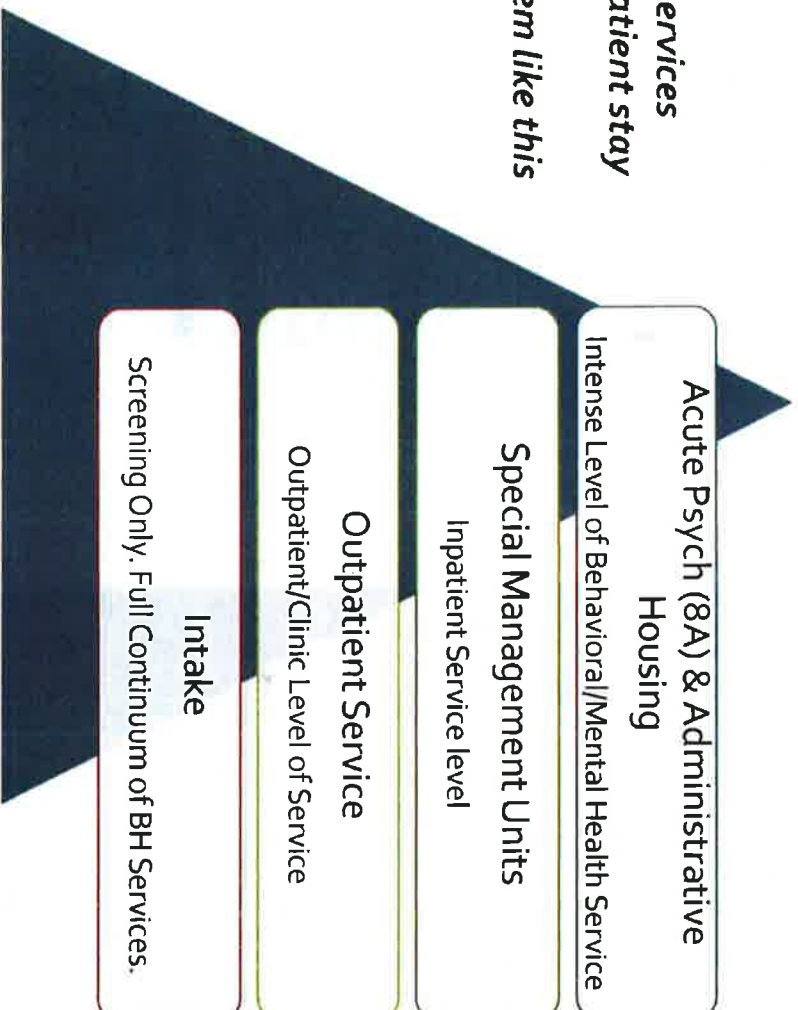 ervices
atient stay
em like this
Acute Psych (8A) & Administrative
Housing
Intense Level of Behavioral/Mental Health Service
Special Management Units
Inpatient Service level
Outpatient Service
Outpatient/Clinic Level of Service
Intake
Screening Only. Full Continuum of BH Services.